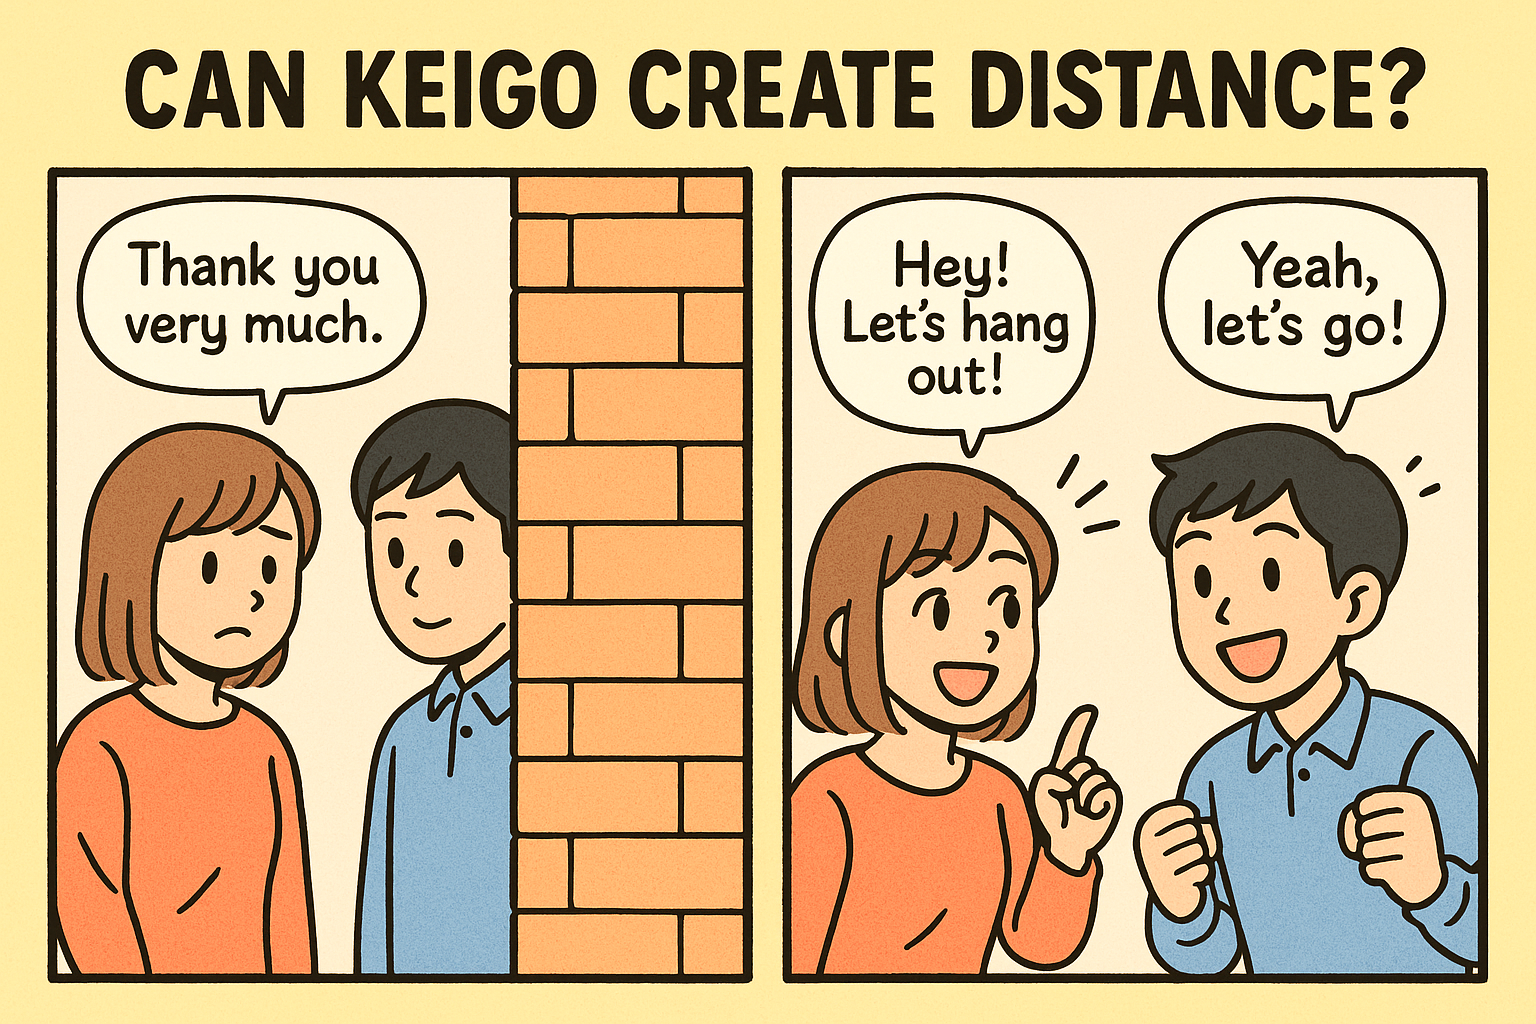 CAN KEIGO CREATE DISTANCE?
Thank you
very much.
Hey!
Let's hang
out!
Yeah,
let's go!